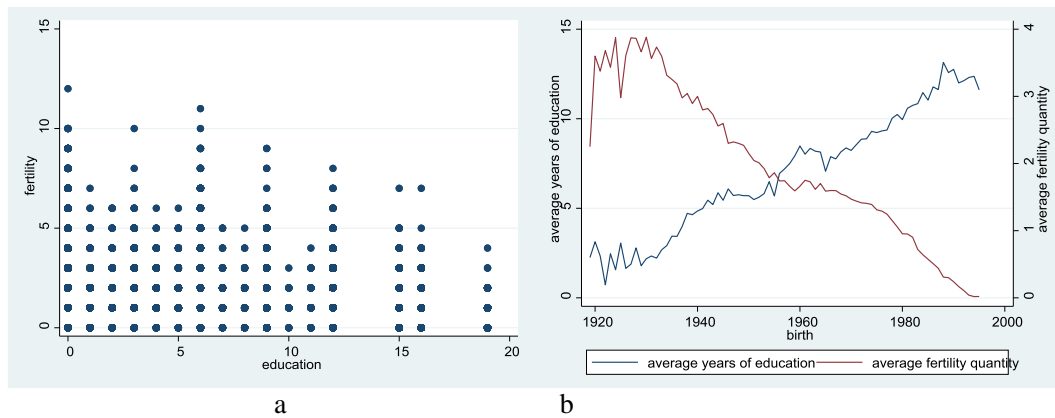 fertility
15
10
5
0
0 5 10 15 20
education
average years of education
15
10
5
0
4
3
2
1
0
average fertility quantity
1920 1940 1960 1980 2000
birth
average years of education average fertility quantity
a b